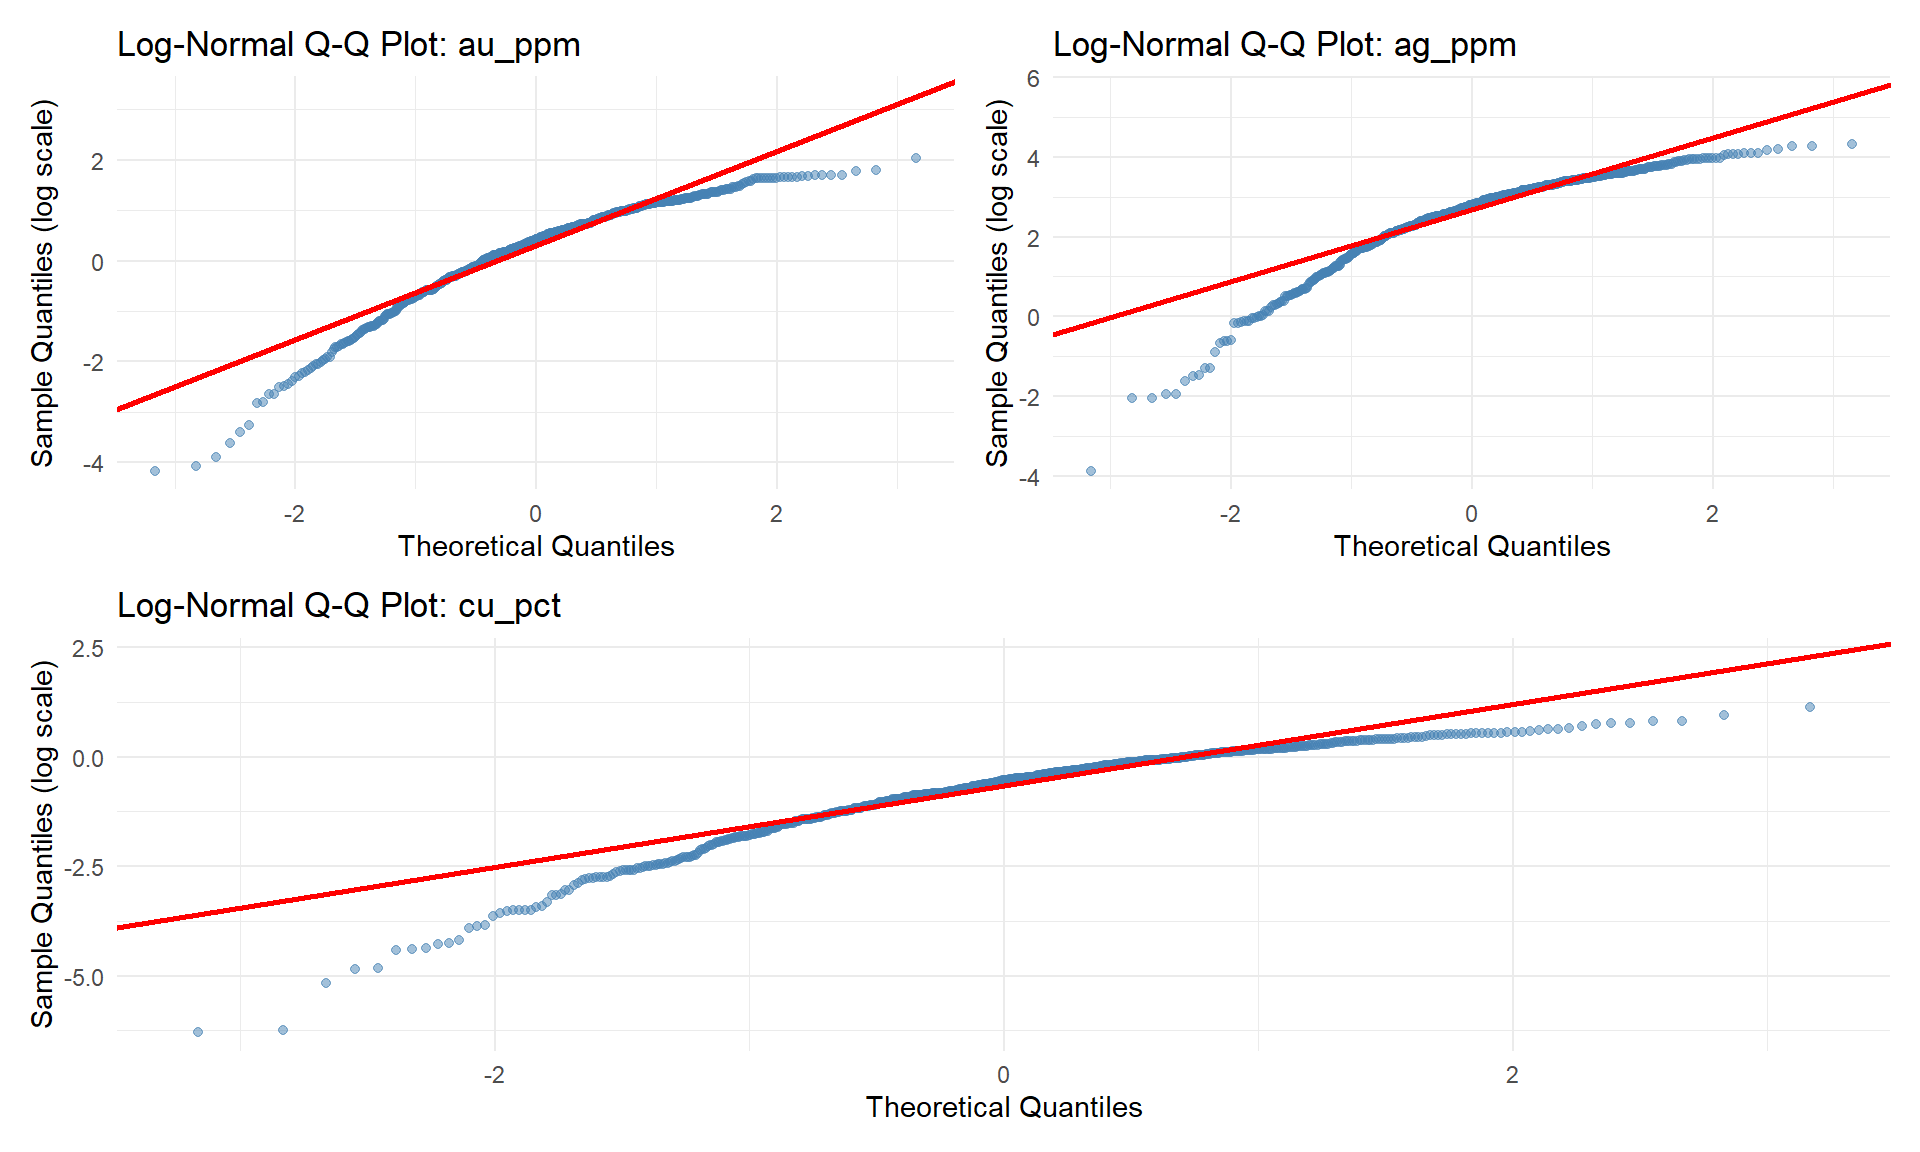 Log-Normal Q-Q Plot: au_ppm
Sample Quantiles (log scale)
2
0
-2
-4
-2
0
2
Theoretical Quantiles
Log-Normal Q-Q Plot: ag_ppm
Sample Quantiles (log scale)
6
4
2
0
-2
-4
-2
0
2
Theoretical Quantiles
Log-Normal Q-Q Plot: cu_pct
Sample Quantiles (log scale)
2.5
0.0
-2.5
-5.0
-2
0
2
Theoretical Quantiles